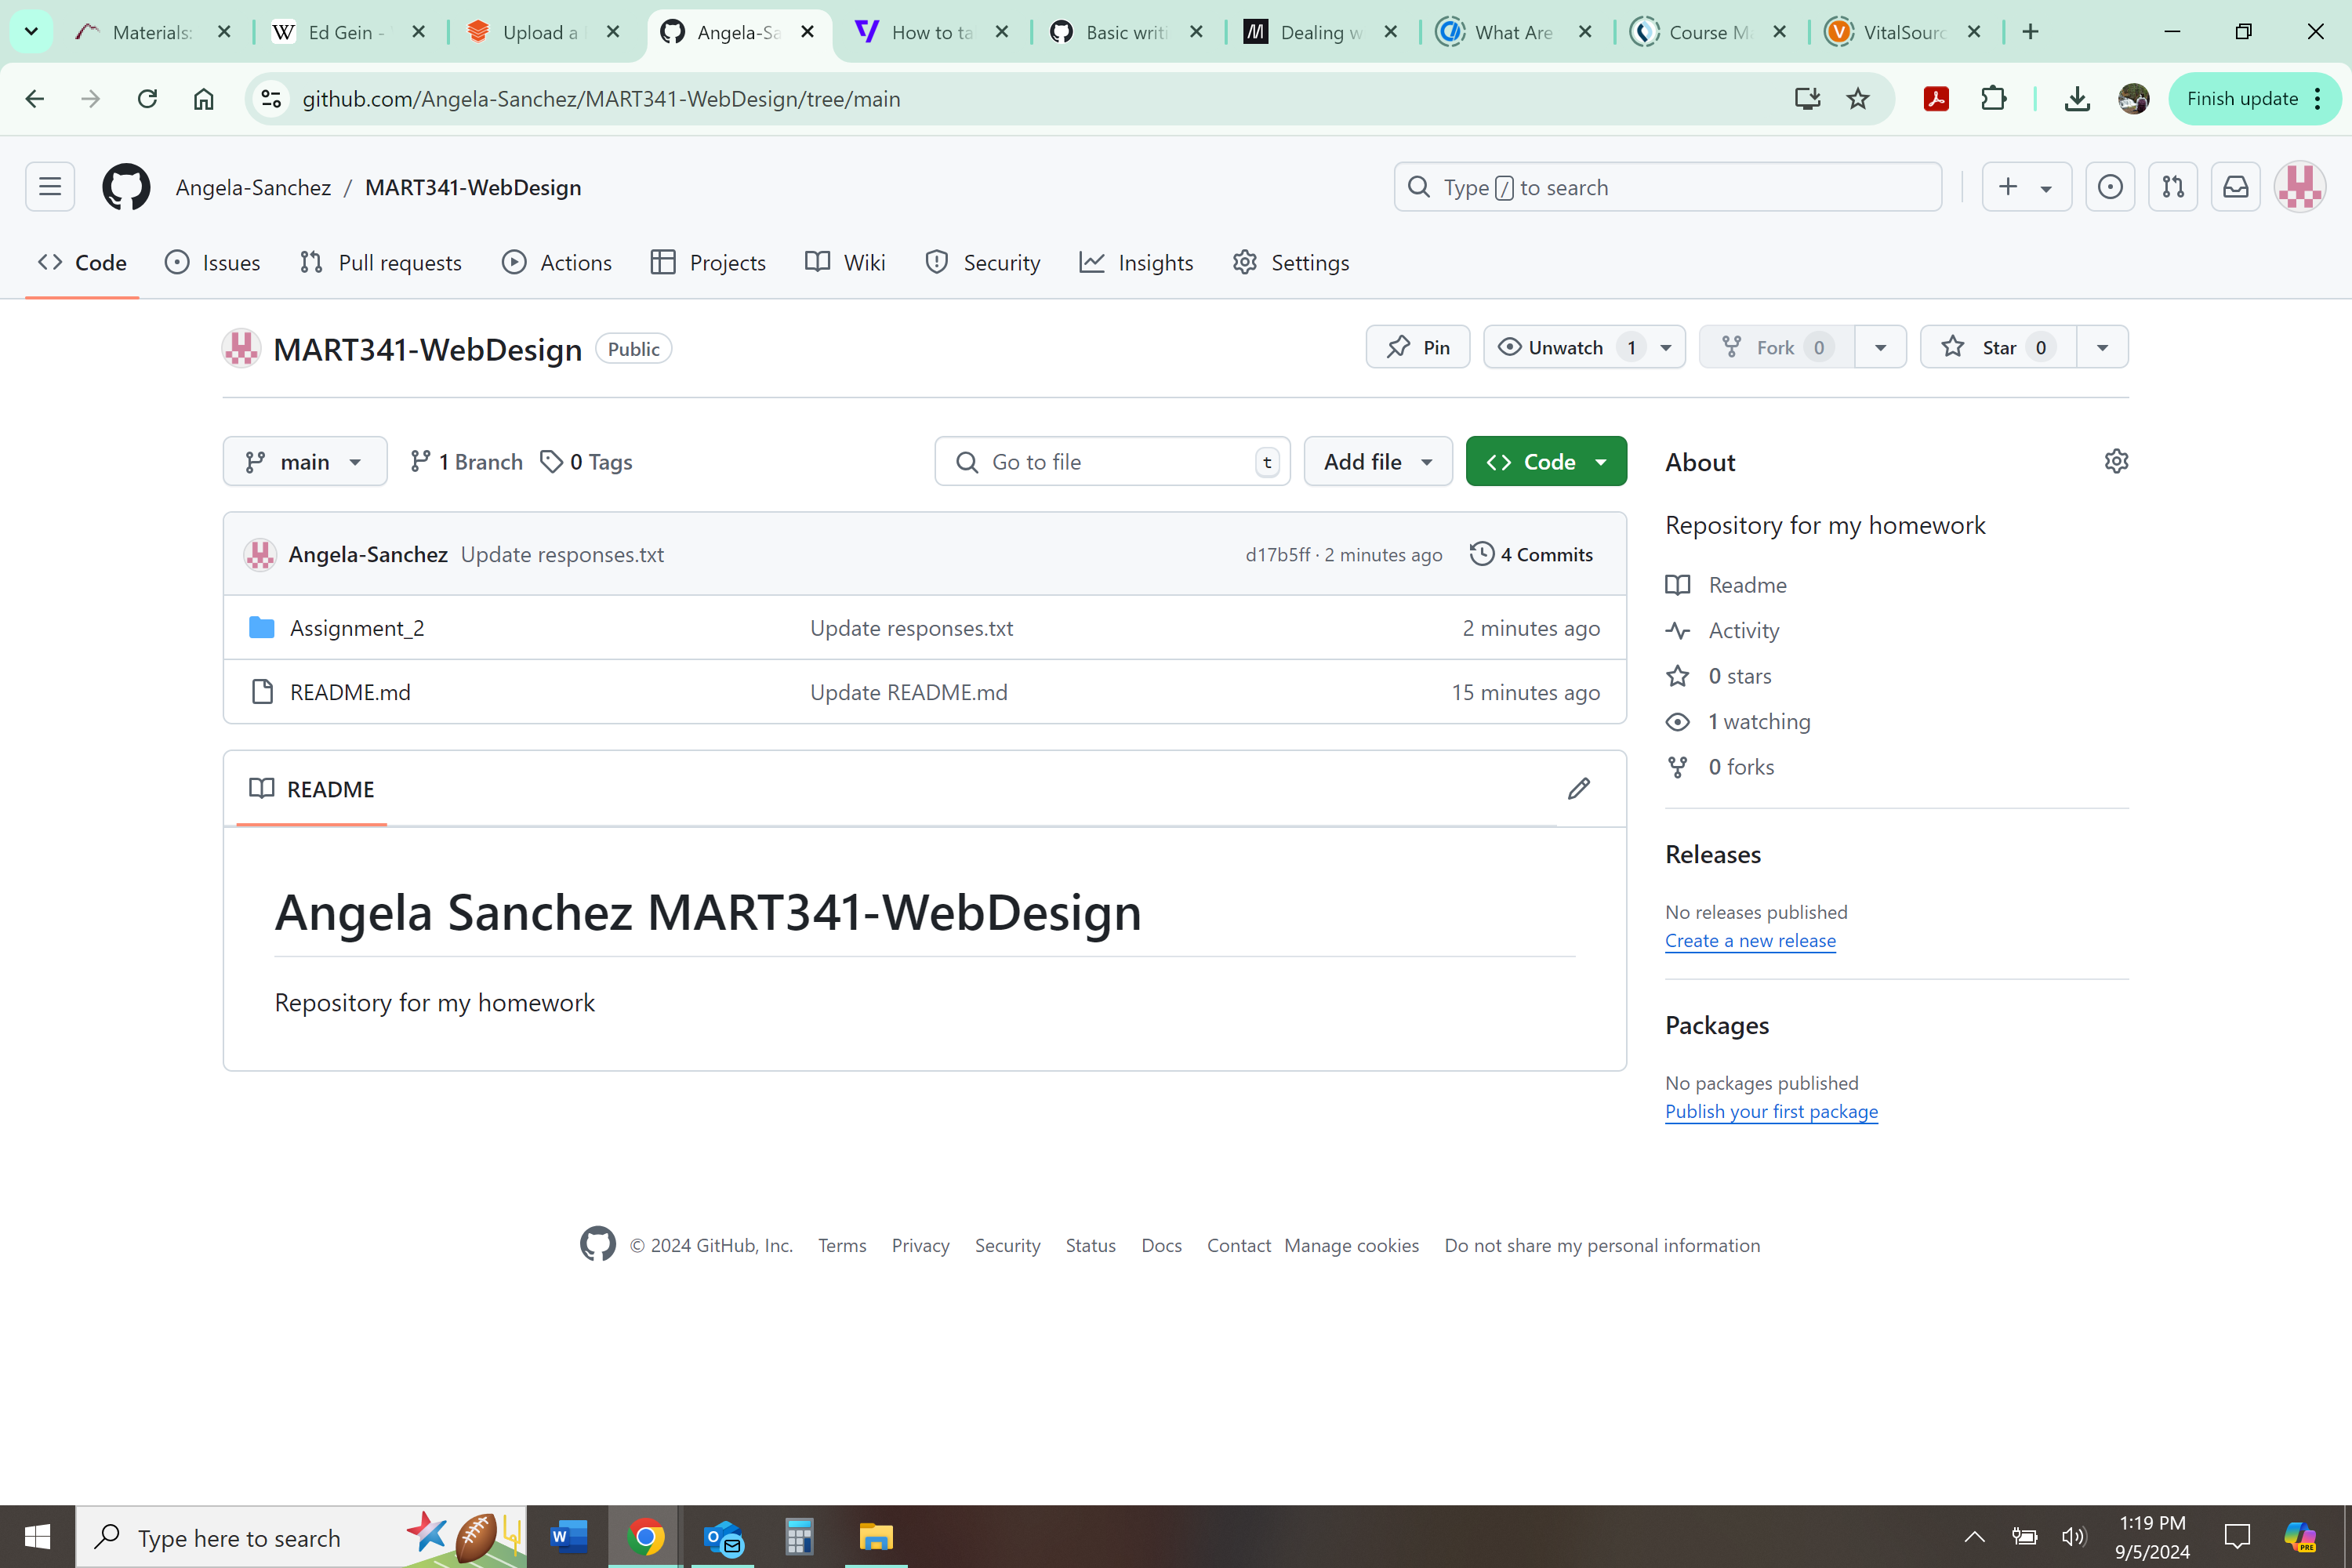 Materials: Ed Gein - Upload a Angela-Sa How to ta Basic writi Dealing w What Are Course Ma VitalSourc
github.com/Angela-Sanchez/MART341-WebDesign/tree/main Finish update
Angela-Sanchez / MART341-WebDesign Type / to search
Code Issues Pull requests Actions Projects Wiki Security Insights Settings
MART341-WebDesign Public Pin Unwatch 1 Fork 0 Star 0
main 1 Branch 0 Tags Go to file t Add file Code
About
Repository for my homework
Angela-Sanchez Update responses.txt d17b5ff · 2 minutes ago 4 Commits
Assignment_2 Update responses.txt 2 minutes ago
README.md Update README.md 15 minutes ago
Readme
Activity
0 stars
1 watching
0 forks
README
Angela Sanchez MART341-WebDesign
Repository for my homework
Releases
No releases published
Create a new release
Packages
No packages published
Publish your first package
© 2024 GitHub, Inc. Terms Privacy Security Status Docs Contact Manage cookies Do not share my personal information
Type here to search
1:19 PM
9/5/2024
PRE